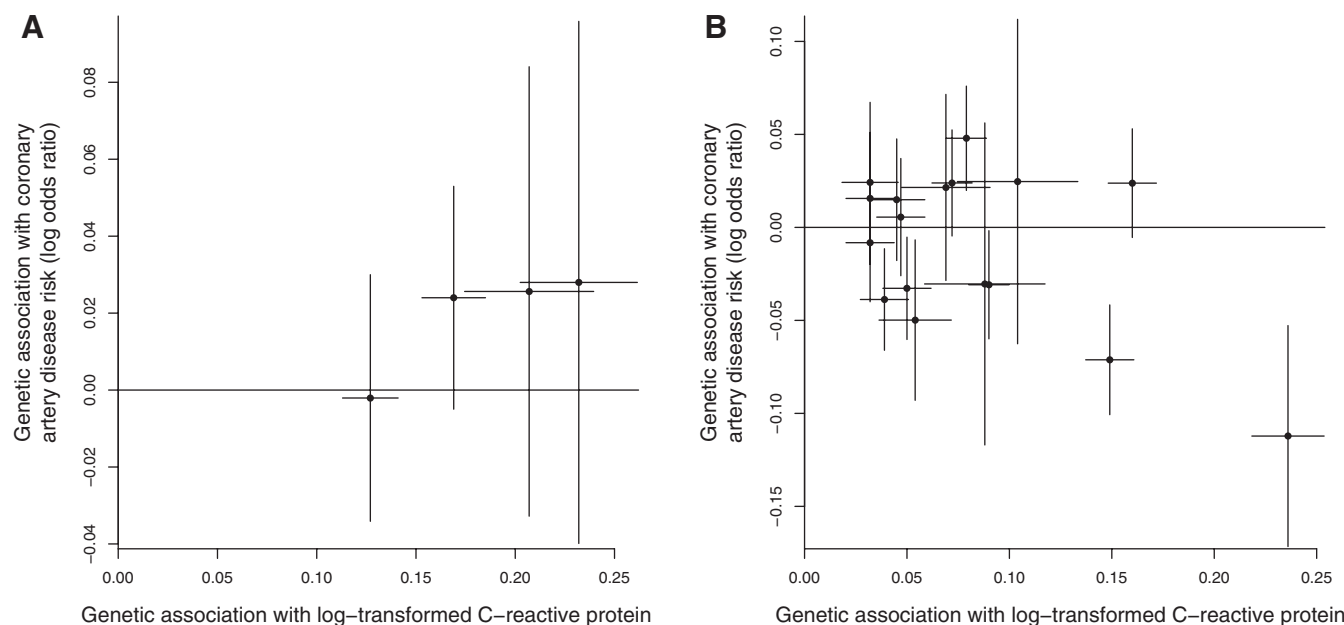 A
Genetic association with coronary
artery disease risk (log odds ratio)
0.08
0.06
0.04
0.02
0.00
−0.02
−0.04
0.00 0.05 0.10 0.15 0.20 0.25
Genetic association with log−transformed C−reactive protein
B
Genetic association with coronary
artery disease risk (log odds ratio)
0.10
0.05
0.00
−0.05
−0.10
−0.15
0.00 0.05 0.10 0.15 0.20 0.25
Genetic association with log−transformed C−reactive protein